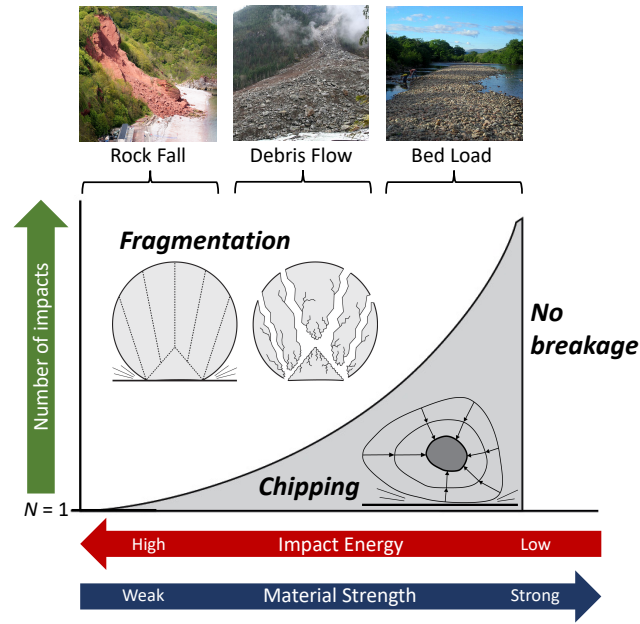 Rock Fall
Debris Flow
Bed Load
Number of impacts
Fragmentation
No
breakage
Chipping
N = 1
High
Impact Energy
Low
Weak
Material Strength
Strong